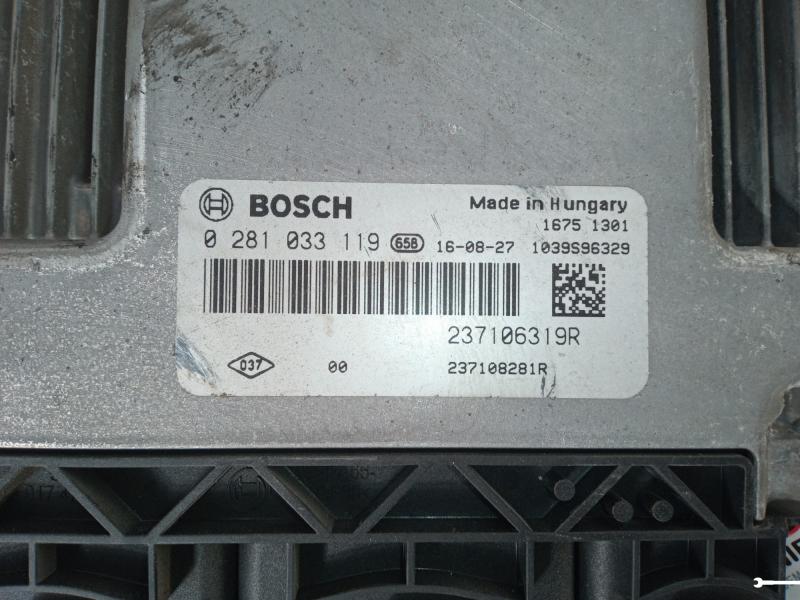 BOSCH
Made in Hungary
1675 1301
0 281 033 119 658 16-08-27 1039S96329
237106319R
037 00 237108281R